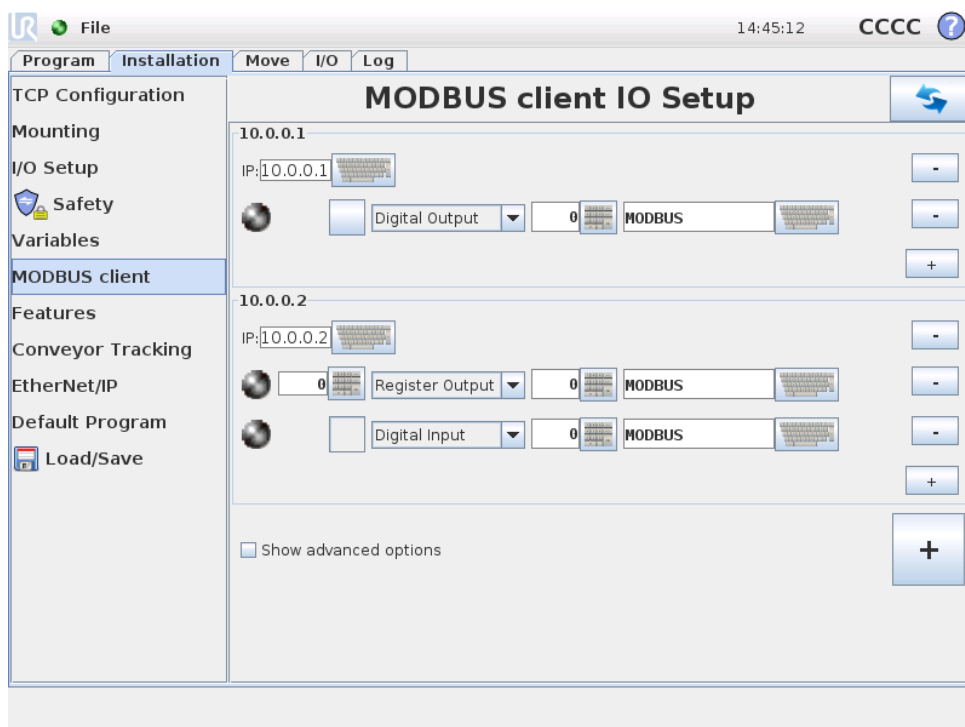 UR File 14:45:12 CCCC ?
Program Installation Move I/O Log
TCP Configuration
Mounting
I/O Setup
Safety
Variables
MODBUS client
Features
Conveyor Tracking
EtherNet/IP
Default Program
Load/Save
MODBUS client IO Setup
10.0.0.1
IP: 10.0.0.1 -
Digital Output 0 MODBUS -
+
10.0.0.2
IP: 10.0.0.2 -
0 Register Output 0 MODBUS -
Digital Input 0 MODBUS -
+
Show advanced options +